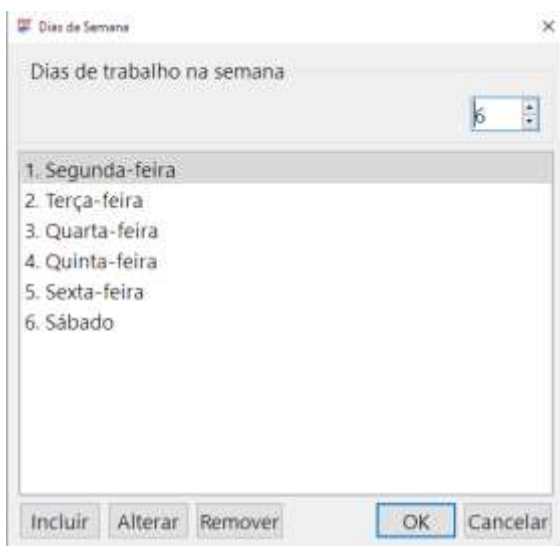 Dias da Semana
Dias de trabalho na semana
6
1. Segunda-feira
2. Terça-feira
3. Quarta-feira
4. Quinta-feira
5. Sexta-feira
6. Sábado
Incluir Alterar Remover OK Cancelar